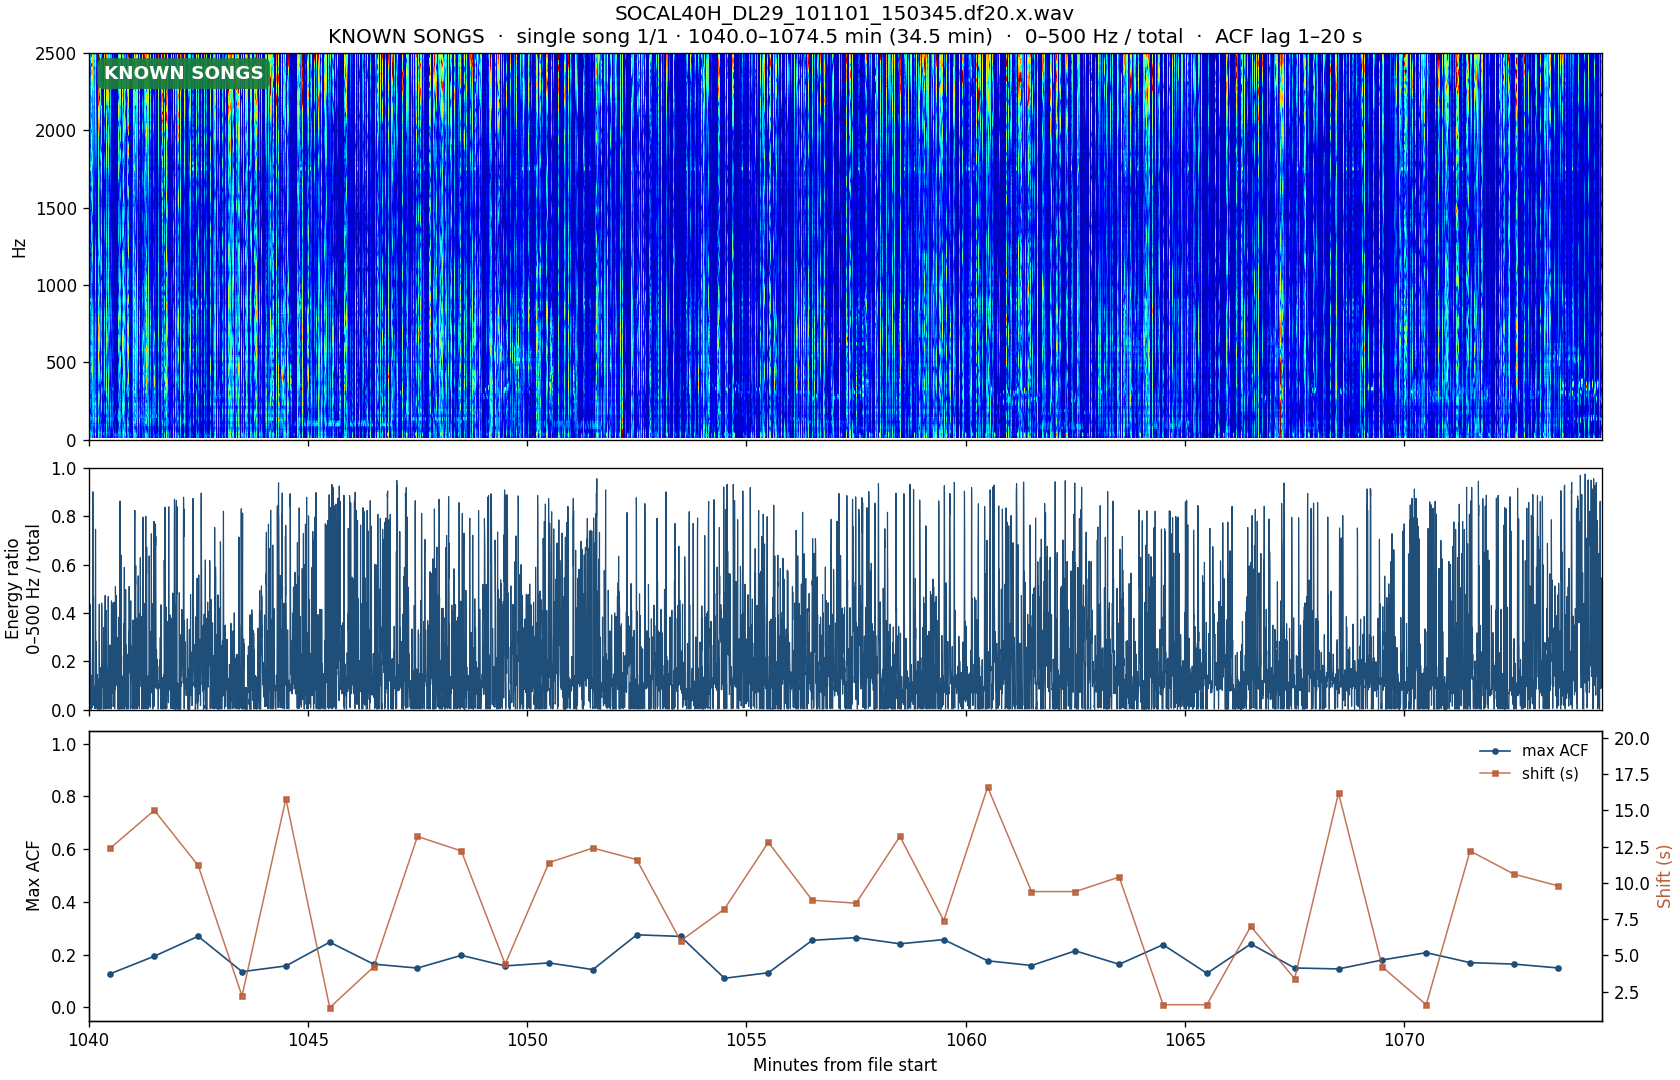 SOCAL40H_DL29_101101_150345.df20.x.wav
KNOWN SONGS · single song 1/1 · 1040.0–1074.5 min (34.5 min) · 0–500 Hz / total · ACF lag 1–20 s
KNOWN SONGS
2500
2000
1500
1000
500
0
Hz
1.0
0.8
0.6
0.4
0.2
0.0
Energy ratio
0–500 Hz / total
max ACF
shift (s)
1.0
0.8
0.6
0.4
0.2
0.0
Max ACF
20.0
17.5
15.0
12.5
10.0
7.5
5.0
2.5
Shift (s)
1040 1045 1050 1055 1060 1065 1070
Minutes from file start